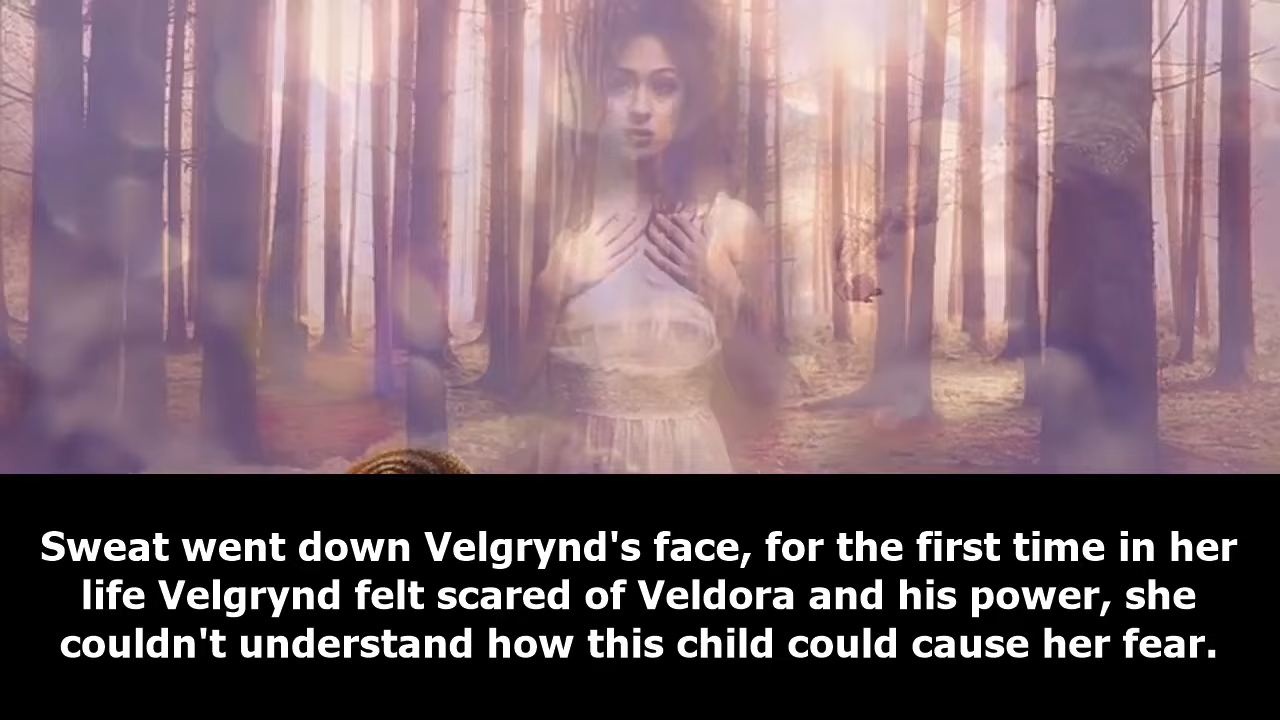 Sweat went down Velgrynd's face, for the first time in her
life Velgrynd felt scared of Veldora and his power, she
couldn't understand how this child could cause her fear.